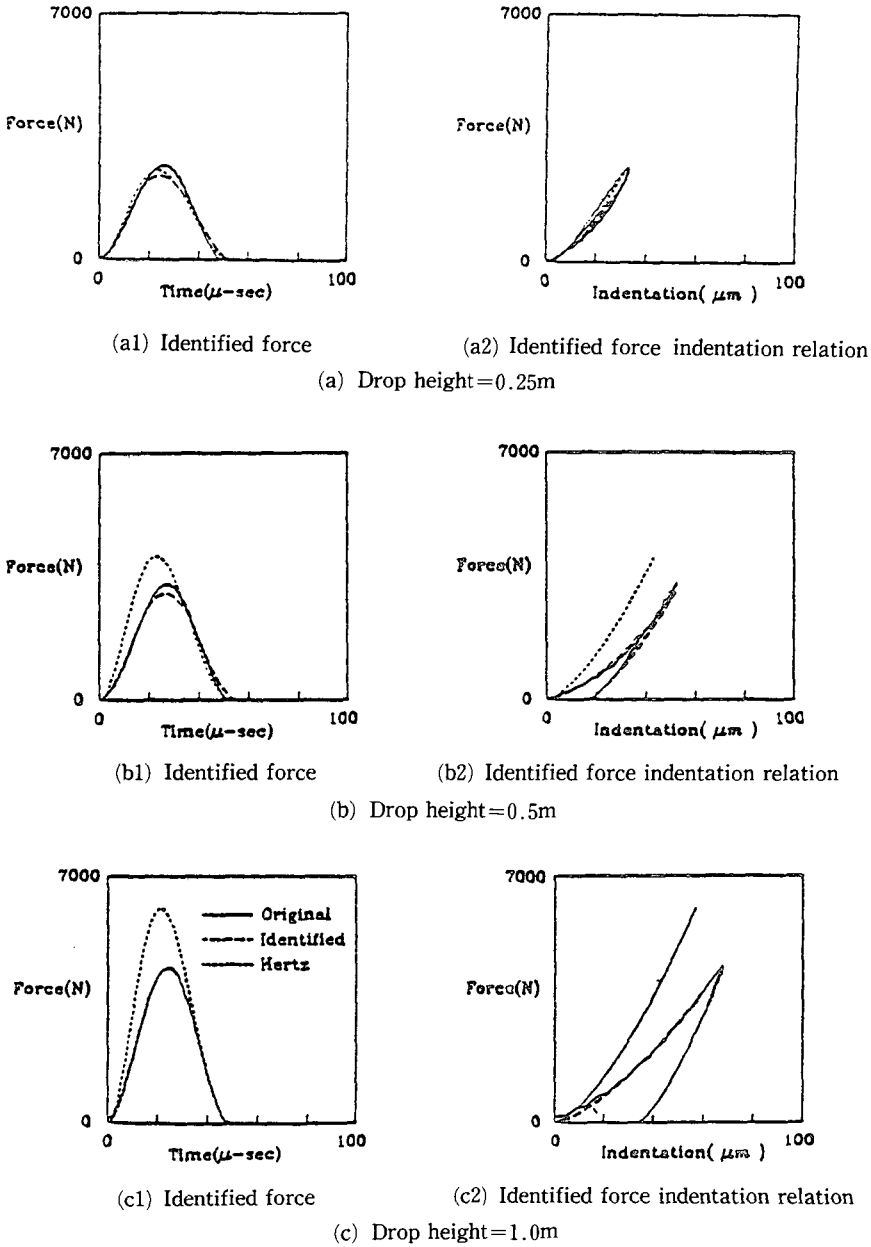 7000
7000
Force(N)
Force(N)
0
0
0
100
0
100
Time(μ-sec)
Indentation( μm )
(a1) Identified force
(a2) Identified force indentation relation
(a) Drop height=0.25m
7000
7000
Force(N)
Force(N)
0
0
0
100
0
100
Time(μ-sec)
Indentation( μm )
(b1) Identified force
(b2) Identified force indentation relation
(b) Drop height=0.5m
7000
7000
Original
Identified
Hertz
Force(N)
Force(N)
0
0
0
100
0
100
Time(μ-sec)
Indentation( μm )
(c1) Identified force
(c2) Identified force indentation relation
(c) Drop height=1.0m